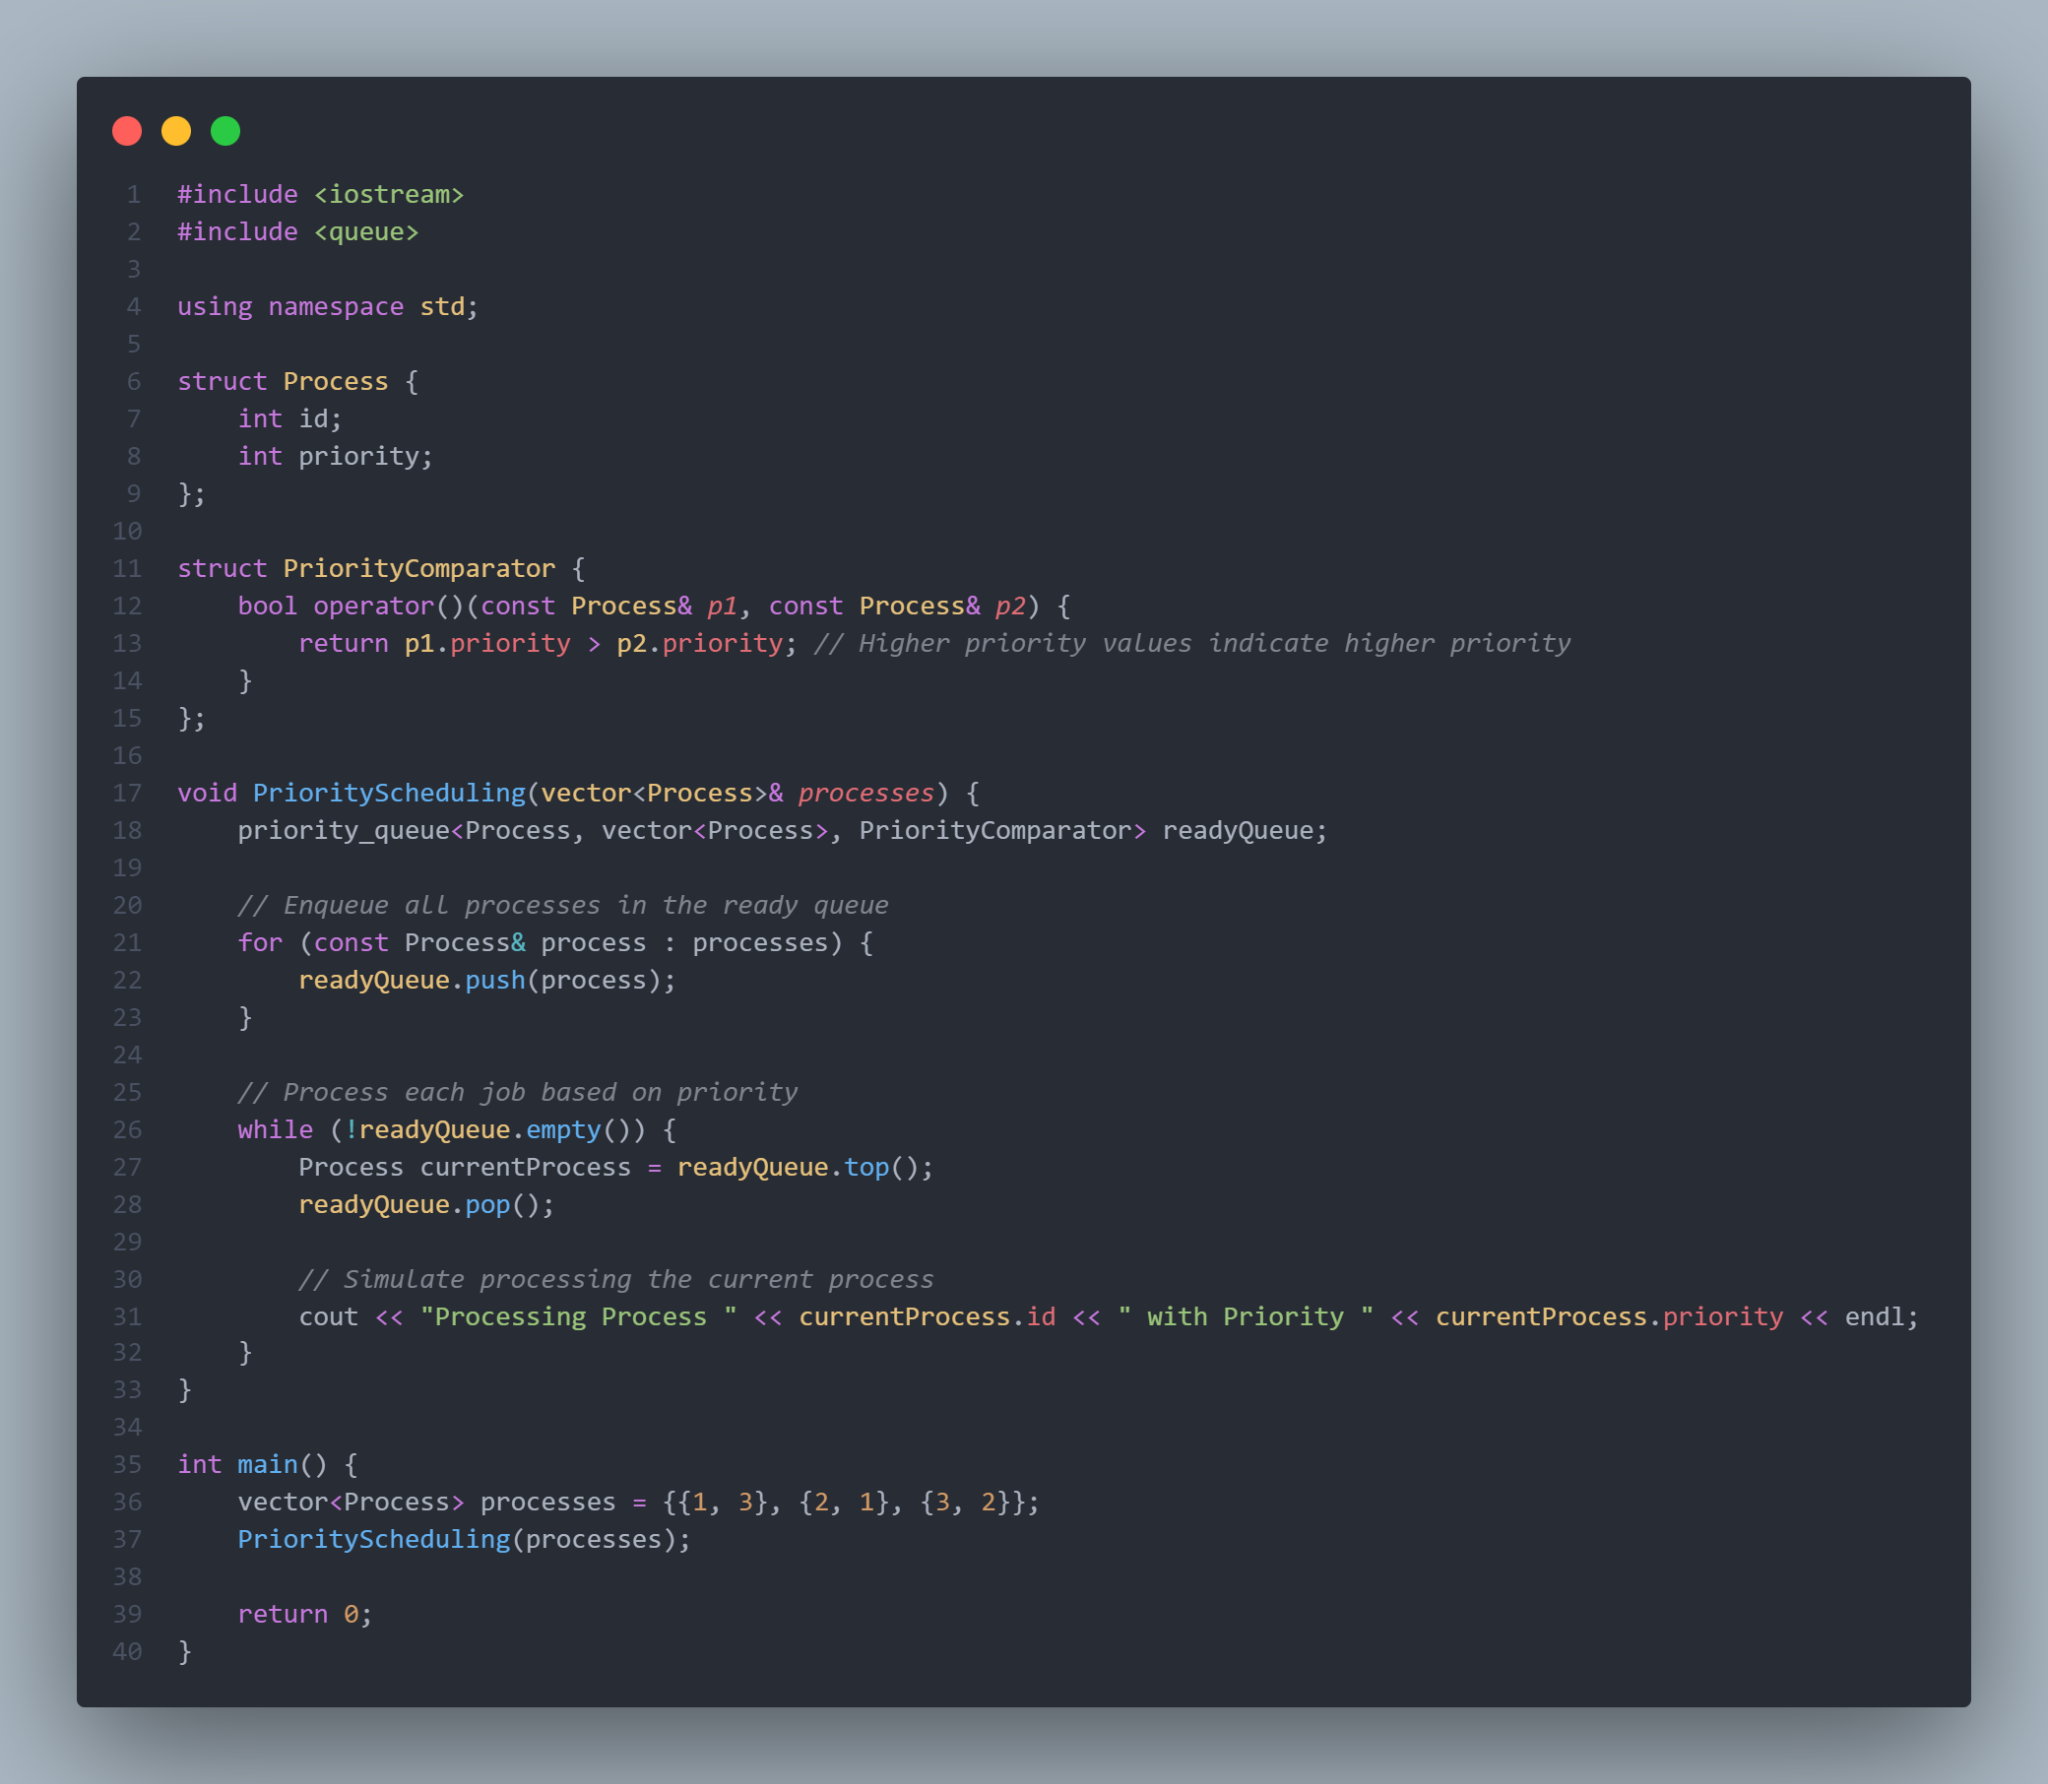 1 #include <iostream>
2 #include <queue>
3
4 using namespace std;
5
6 struct Process {
7     int id;
8     int priority;
9 };
10
11 struct PriorityComparator {
12     bool operator()(const Process& p1, const Process& p2) {
13         return p1.priority > p2.priority; // Higher priority values indicate higher priority
14     }
15 };
16
17 void PriorityScheduling(vector<Process>& processes) {
18     priority_queue<Process, vector<Process>, PriorityComparator> readyQueue;
19
20     // Enqueue all processes in the ready queue
21     for (const Process& process : processes) {
22         readyQueue.push(process);
23     }
24
25     // Process each job based on priority
26     while (!readyQueue.empty()) {
27         Process currentProcess = readyQueue.top();
28         readyQueue.pop();
29
30         // Simulate processing the current process
31         cout << "Processing Process " << currentProcess.id << " with Priority " << currentProcess.priority << endl;
32     }
33 }
34
35 int main() {
36     vector<Process> processes = {{1, 3}, {2, 1}, {3, 2}};
37     PriorityScheduling(processes);
38
39     return 0;
40 }